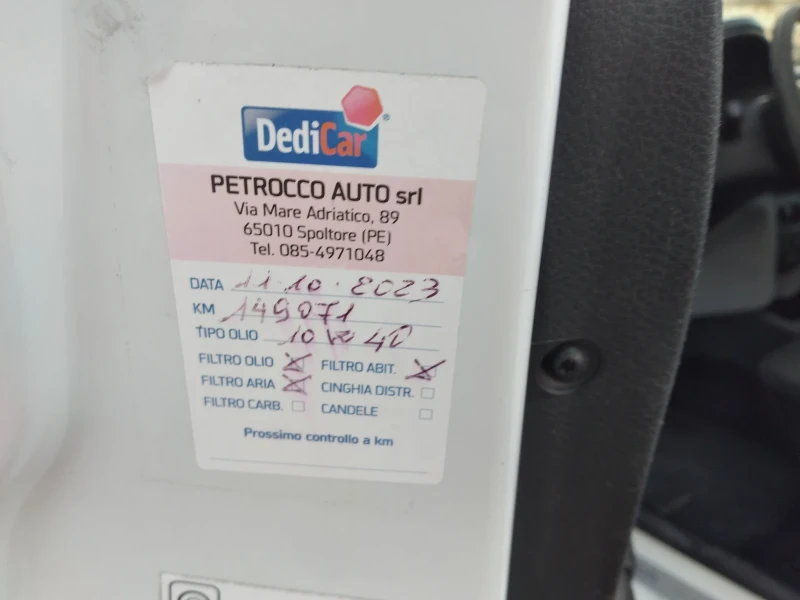 DediCar®
PETROCCO AUTO srl
Via Mare Adriatico, 89
65010 Spoltore (PE)
Tel. 085-4971048
DATA 11.10.2023
KM 149071
TIPO OLIO 10W40
FILTRO OLIO FILTRO ABIT.
FILTRO ARIA CINGHIA DISTR.
FILTRO CARB. CANDELE
Prossimo controllo a km